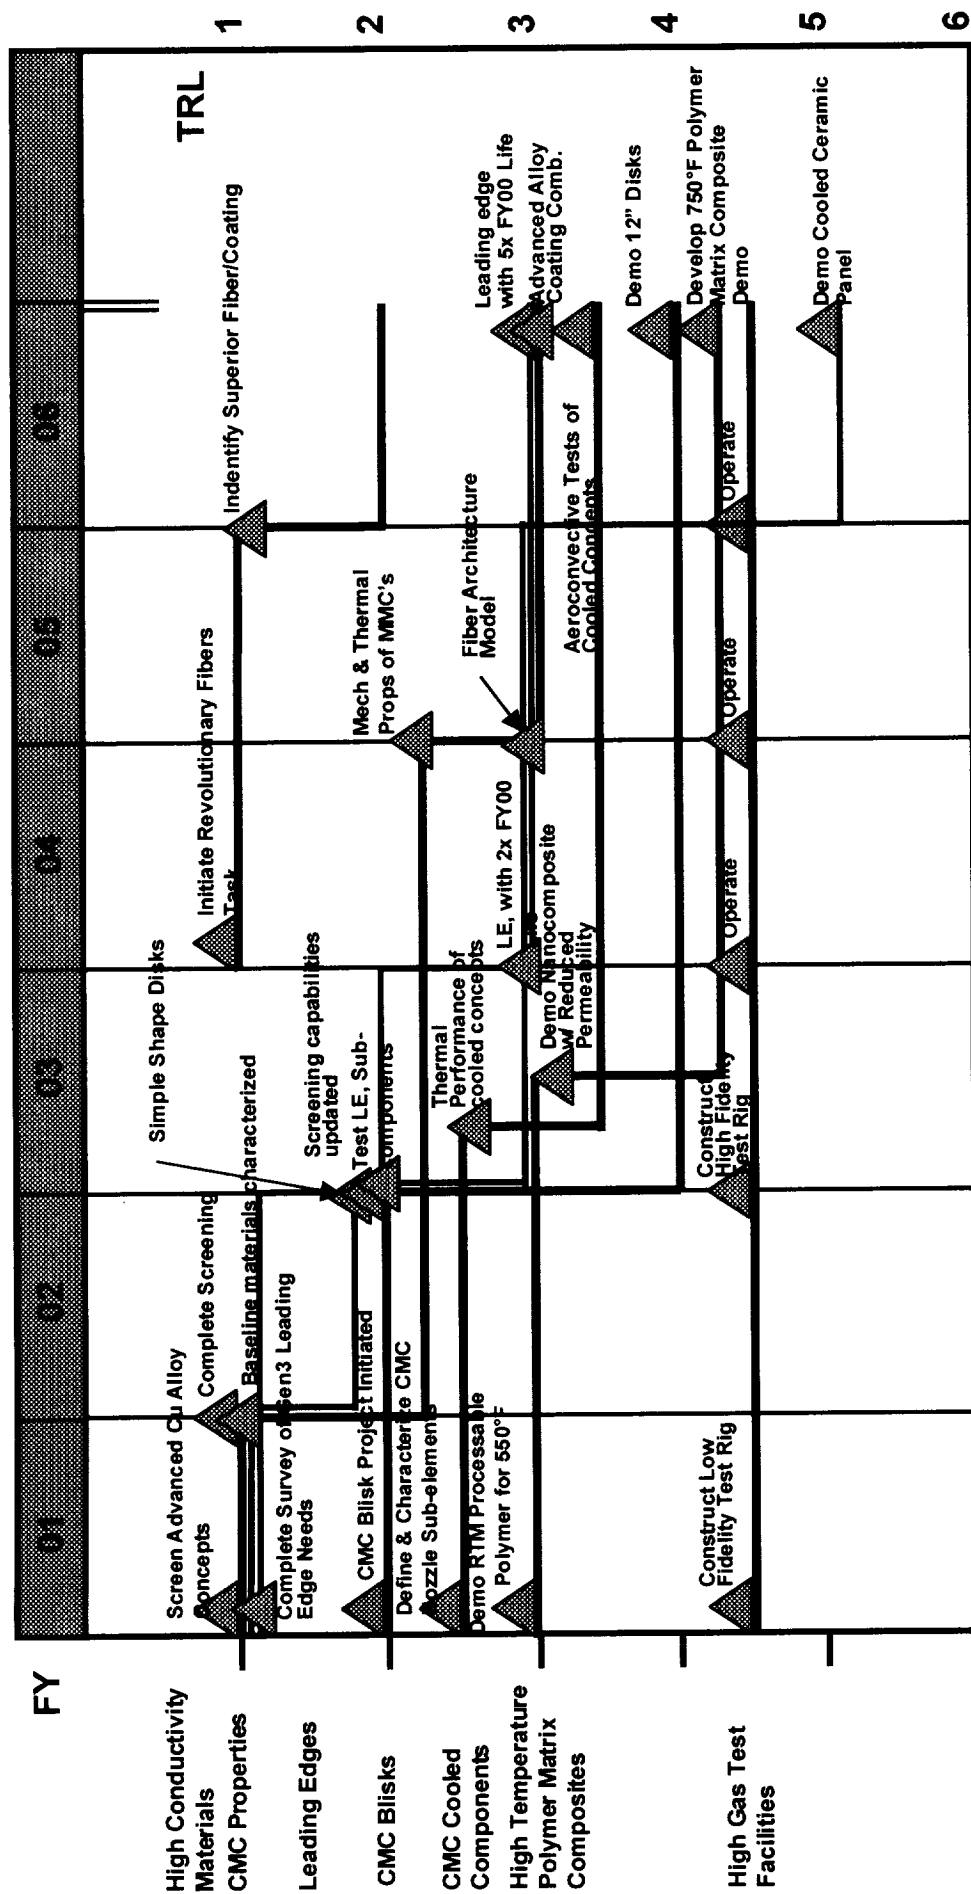 FY
01
02
03
04
05
06
TRL
1
2
3
4
5
6
High Conductivity
Materials
CMC Properties
Leading Edges
CMC Blisks
CMC Cooled
Components
High Temperature
Polymer Matrix
Composites
High Gas Test
Facilities
Screen Advanced Cu Alloy
Concepts
Complete Screening
Baseline materials characterized
Complete Survey of Gen3 Leading
Edge Needs
CMC Blisk Project Initiated
Define & Characterize CMC
Nozzle Sub-elements
Demo RTM Processable
Polymer for 550°F
Construct Low
Fidelity Test Rig
Simple Shape Disks
Screening capabilities
updated
Test LE, Sub-
components
Thermal
Performance of
cooled concepts
Demo Nanocomposite
w/ Reduced
Permeability
Construct
High Fidelity
Test Rig
Initiate Revolutionary Fibers
Task
LE, with 2x FY00
Operate
Mech & Thermal
Props of MMC's
Fiber Architecture
Model
Aeroconvective Tests of
Cooled Concepts
Operate
Indentify Superior Fiber/Coating
Operate
Leading edge
with 5x FY00 Life
Advanced Alloy
Coating Comb.
Demo 12" Disks
Develop 750°F Polymer
Matrix Composite
Demo
Demo Cooled Ceramic
Panel